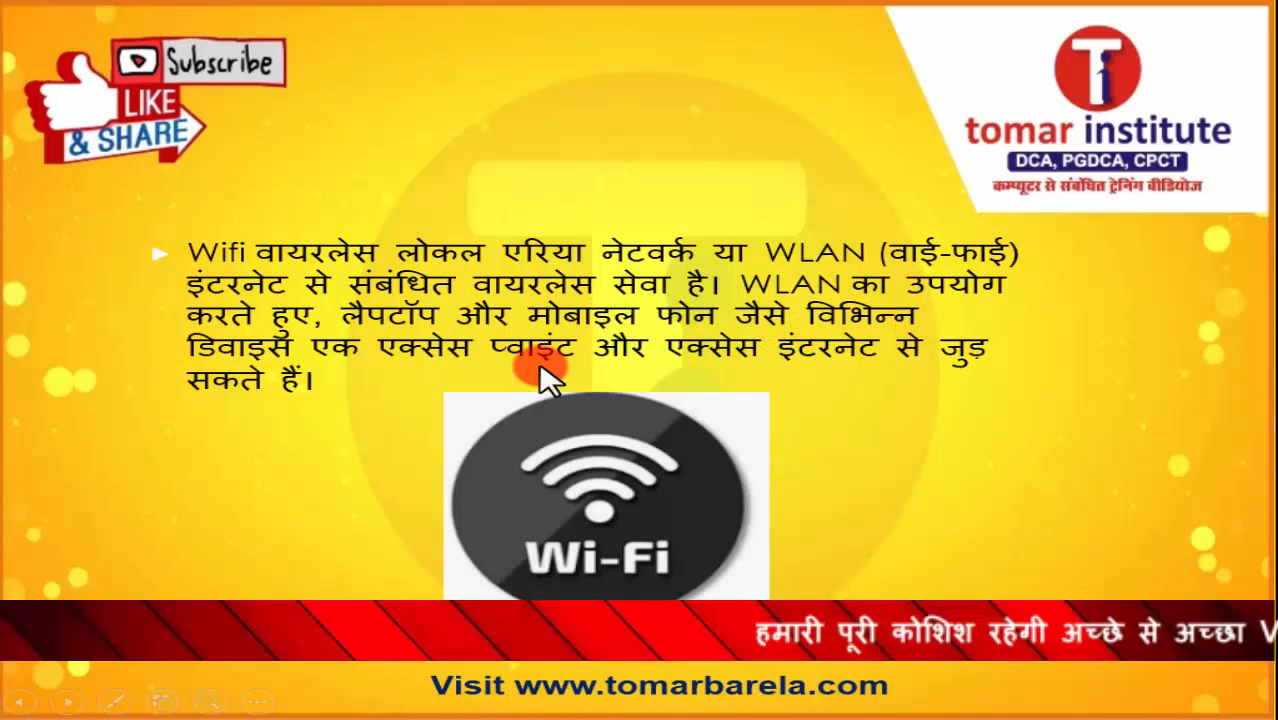 Subscribe
LIKE
& SHARE
tomar institute
DCA, PGDCA, CPCT
कम्प्यूटर से संबंधित ट्रेनिंग वीडियोज
Wifi वायरलेस लोकल एरिया नेटवर्क या WLAN (वाई-फाई)
इंटरनेट से संबंधित वायरलेस सेवा है। WLAN का उपयोग
करते हुए, लैपटॉप और मोबाइल फोन जैसे विभिन्न
डिवाइस एक एक्सेस प्वाइंट और एक्सेस इंटरनेट से जुड़
सकते हैं।
Wi-Fi
हमारी पूरी कोशिश रहेगी अच्छे से अच्छा V
Visit www.tomarbarela.com